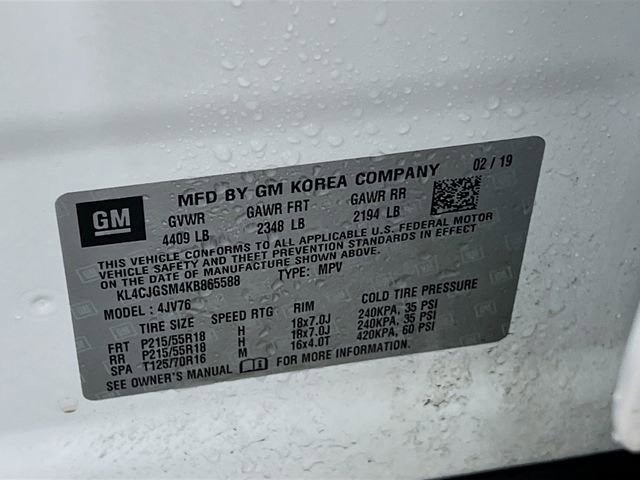 GM
MFD BY GM KOREA COMPANY 02 / 19
GVWR GAWR FRT GAWR RR
4409 LB 2348 LB 2194 LB
THIS VEHICLE CONFORMS TO ALL APPLICABLE U.S. FEDERAL MOTOR
VEHICLE SAFETY AND THEFT PREVENTION STANDARDS IN EFFECT
ON THE DATE OF MANUFACTURE SHOWN ABOVE.
KL4CJGSM4KB865588 TYPE: MPV
MODEL : 4JV76
TIRE SIZE SPEED RTG RIM COLD TIRE PRESSURE
FRT P215/55R18 H 18x7.0J 240KPA, 35 PSI
RR P215/55R18 H 18x7.0J 240KPA, 35 PSI
SPA T125/70R16 M 16x4.0T 420KPA, 60 PSI
SEE OWNER'S MANUAL FOR MORE INFORMATION.